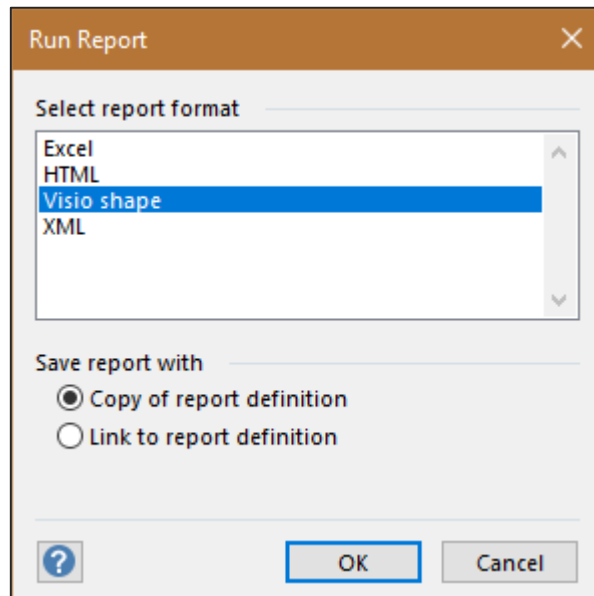 Run Report
Select report format
Excel
HTML
Visio shape
XML
Save report with
Copy of report definition
Link to report definition
?
OK
Cancel